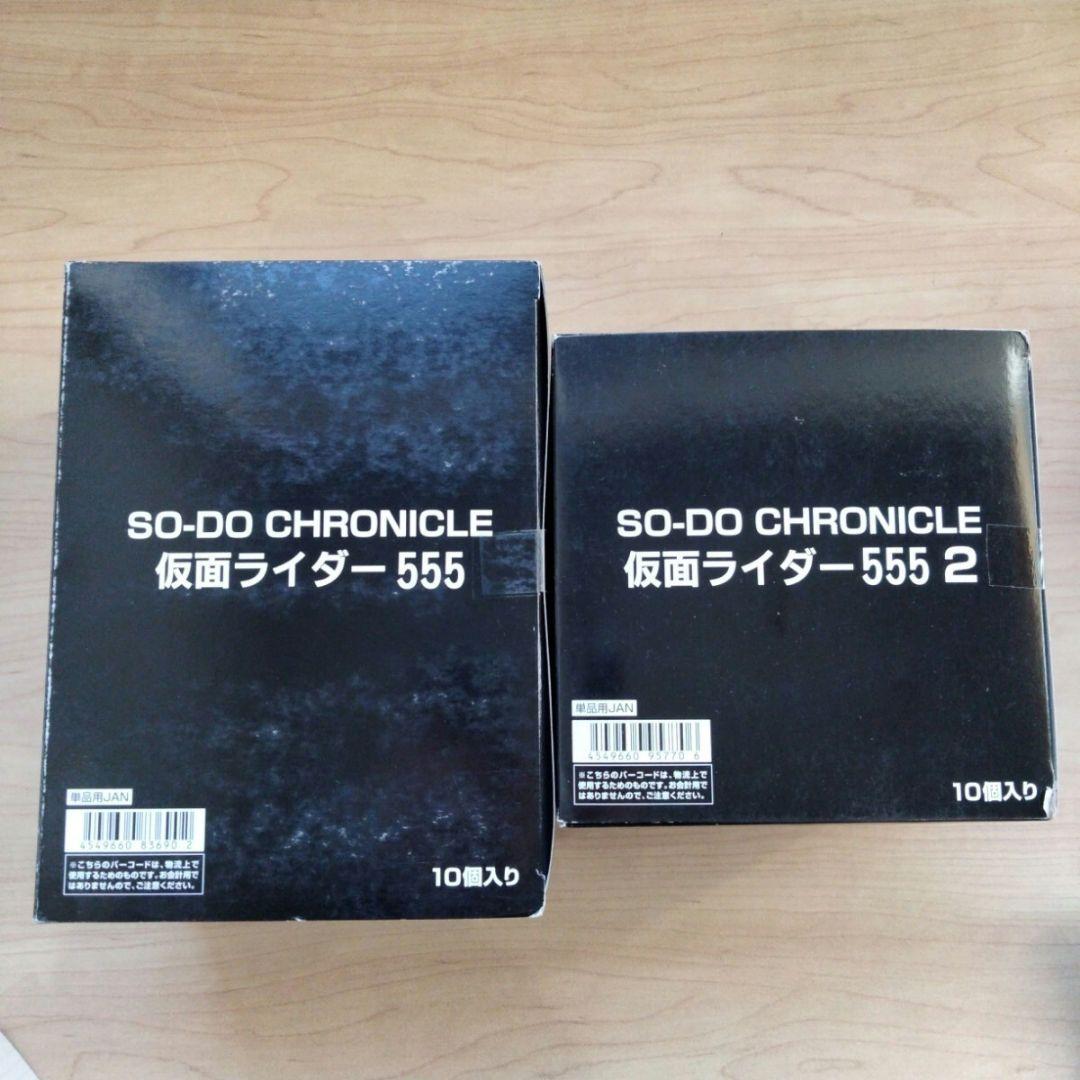 SO-DO CHRONICLE
仮面ライダー555
単品用JAN
4549660 83690 2
※こちらのバーコードは、物流上で
使用するためのものです。お会計用で
はありませんので、ご注意ください。
10個入り
SO-DO CHRONICLE
仮面ライダー555 2
単品用JAN
4549660 95770 6
※こちらのバーコードは、物流上で
使用するためのものです。お会計用で
はありませんので、ご注意ください。
10個入り